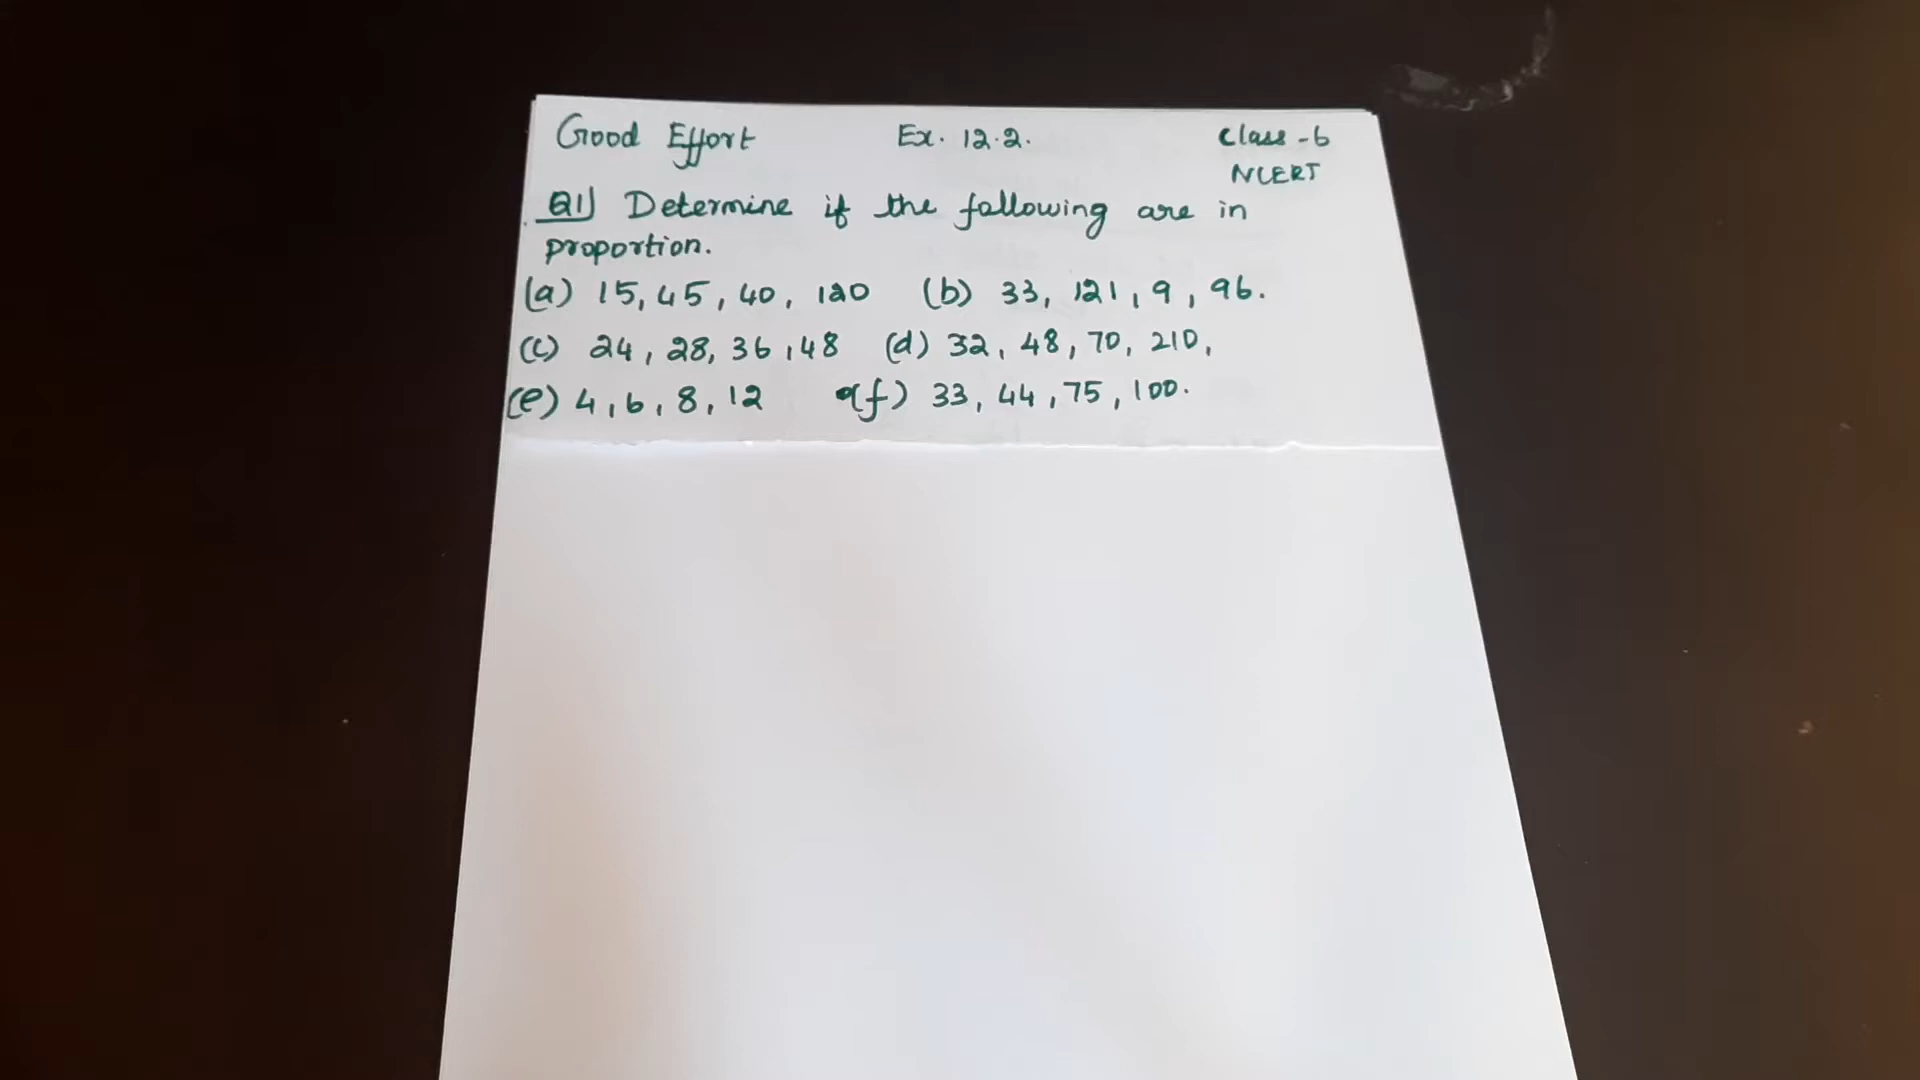 Good Effort Ex. 12.2. Class-6
NCERT
Q1) Determine if the following are in
proportion.
(a) 15, 45, 40, 120 (b) 33, 121, 9, 96.
(c) 24, 28, 36, 48 (d) 32, 48, 70, 210,
(e) 4, 6, 8, 12 (f) 33, 44, 75, 100.